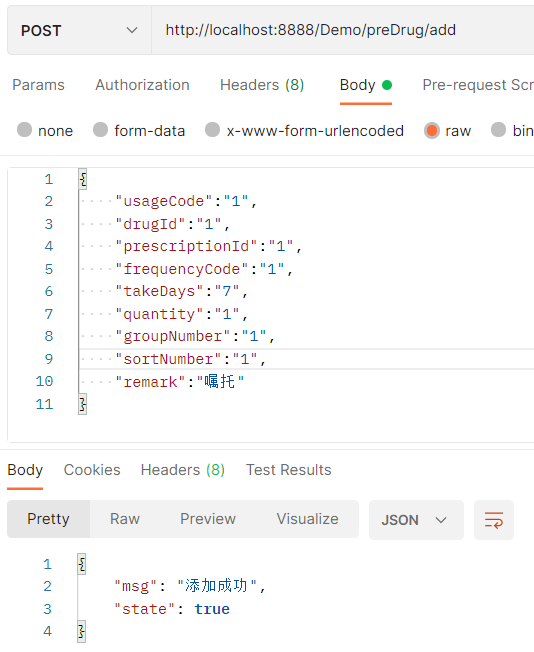 POST http://localhost:8888/Demo/preDrug/add
Params Authorization Headers (8) Body Pre-request Scr
none form-data x-www-form-urlencoded raw bin
1 {
2 "usageCode":"1",
3 "drugId":"1",
4 "prescriptionId":"1",
5 "frequencyCode":"1",
6 "takeDays":"7",
7 "quantity":"1",
8 "groupNumber":"1",
9 "sortNumber":"1",
10 "remark":"嘱托"
11 }
Body Cookies Headers (8) Test Results
Pretty Raw Preview Visualize JSON
1 {
2 "msg": "添加成功",
3 "state": true
4 }